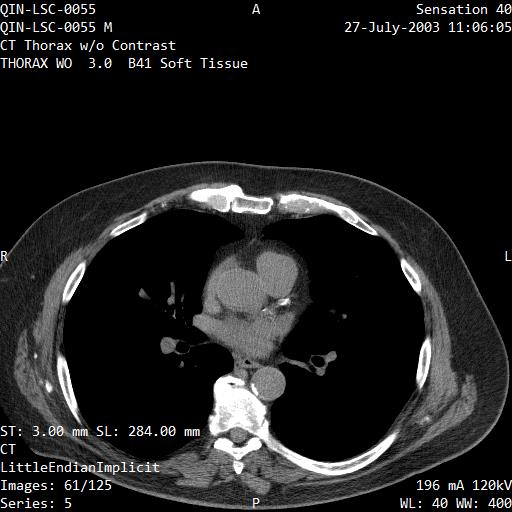 QIN-LSC-0055
A
Sensation 40
QIN-LSC-0055 M
27-July-2003 11:06:05
CT Thorax w/o Contrast
THORAX WO  3.0  B41 Soft Tissue
R
L
ST: 3.00 mm SL: 284.00 mm
CT
LittleEndianImplicit
Images: 61/125
196 mA 120kV
Series: 5
P
WL: 40 WW: 400